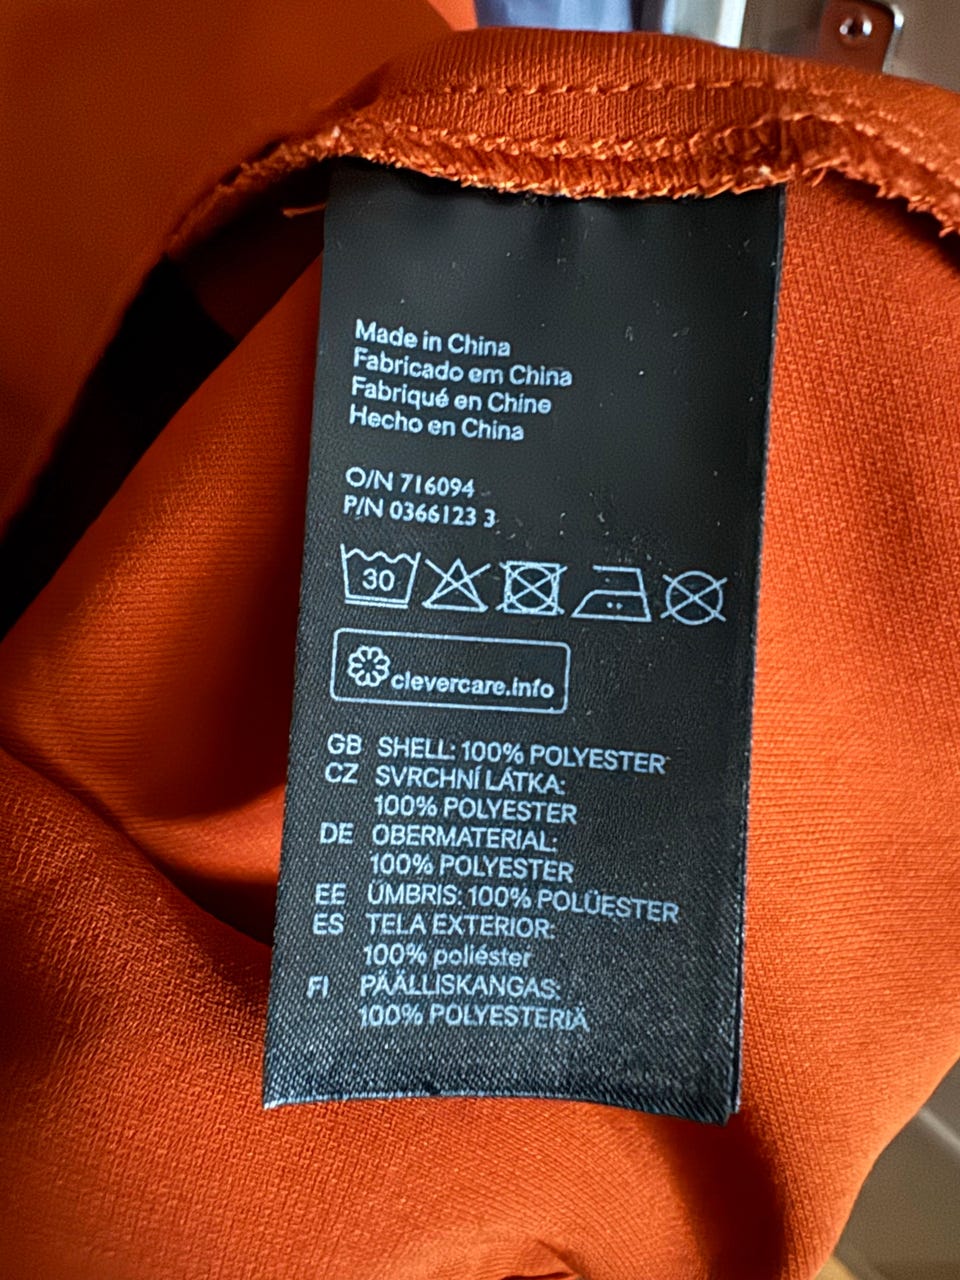 Made in China
Fabricado em China
Fabriqué en Chine
Hecho en China
O/N 716094
P/N 0366123 3
30
clevercare.info
GB SHELL: 100% POLYESTER
CZ SVRCHNÍ LÁTKA:
100% POLYESTER
DE OBERMATERIAL:
100% POLYESTER
EE ÜMBRIS: 100% POLÜESTER
ES TELA EXTERIOR:
100% poliéster
FI PÄÄLLISKANGAS:
100% POLYESTERIÄ